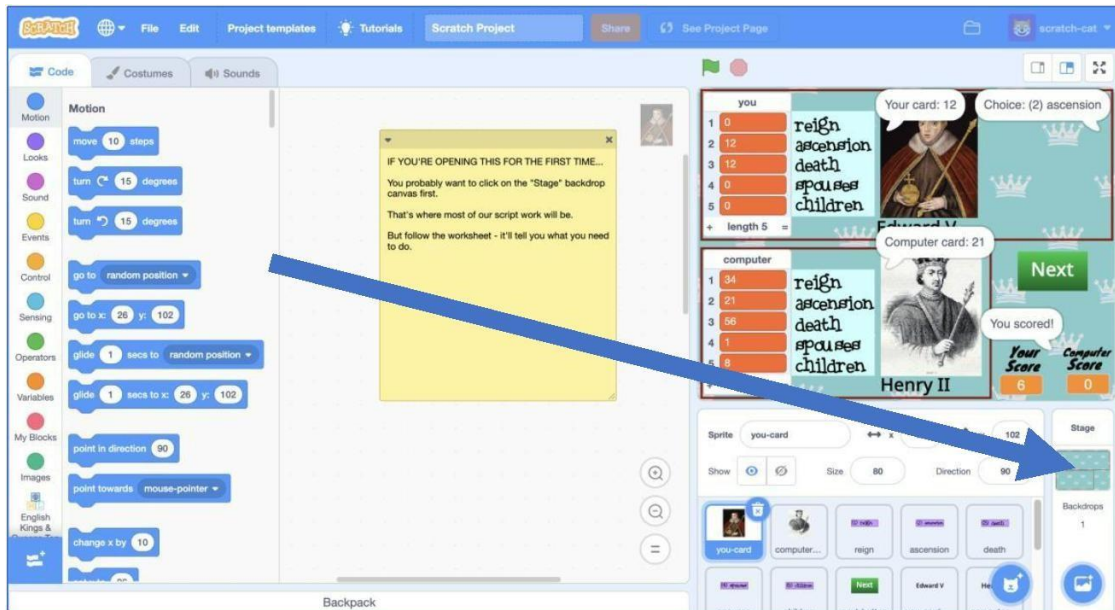 SCRATCH
File
Edit
Project templates
Tutorials
Scratch Project
Share
See Project Page
scratch-cat
Code
Costumes
Sounds
Motion
Looks
Sound
Events
Control
Sensing
Operators
Variables
My Blocks
Images
English
Kings &
Motion
move 10 steps
turn 15 degrees
turn 15 degrees
go to random position
go to x: 26 y: 102
glide 1 secs to random position
glide 1 secs to x: 26 y: 102
point in direction 90
point towards mouse-pointer
change x by 10
IF YOU'RE OPENING THIS FOR THE FIRST TIME...
You probably want to click on the "Stage" backdrop
canvas first.
That's where most of our script work will be.
But follow the worksheet - it'll tell you what you need
to do.
you
1 0
2 12
3 12
4 0
5 0
+ length 5 =
reign
ascension
death
spouses
children
Your card: 12
Choice: (2) ascension
Edward V
computer
1 34
2 21
3 56
4 1
5 8
reign
ascension
death
spouses
children
Computer card: 21
Henry II
Next
You scored!
Your
Score
6
Computer
Score
0
Sprite you-card x 102
Show Size 80 Direction 90
Stage
Backdrops
1
you-card
computer...
reign
ascension
death
Next
Edward V
Backpack